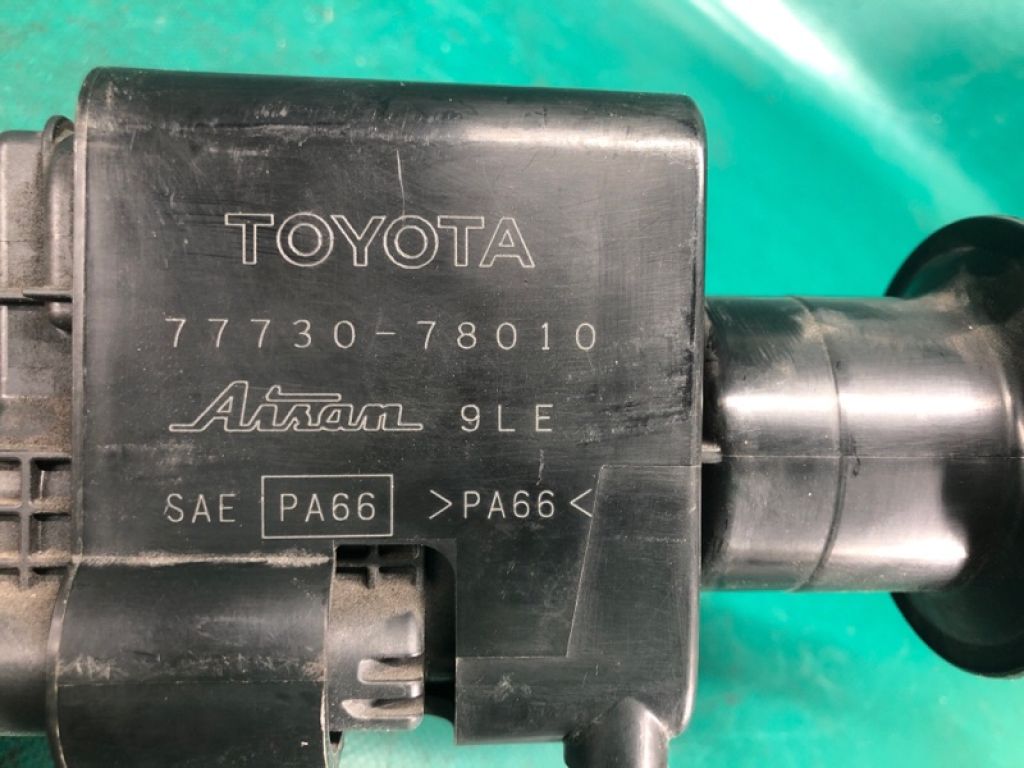 TOYOTA
77730-78010
Aisan 9LE
SAE PA66 >PA66<